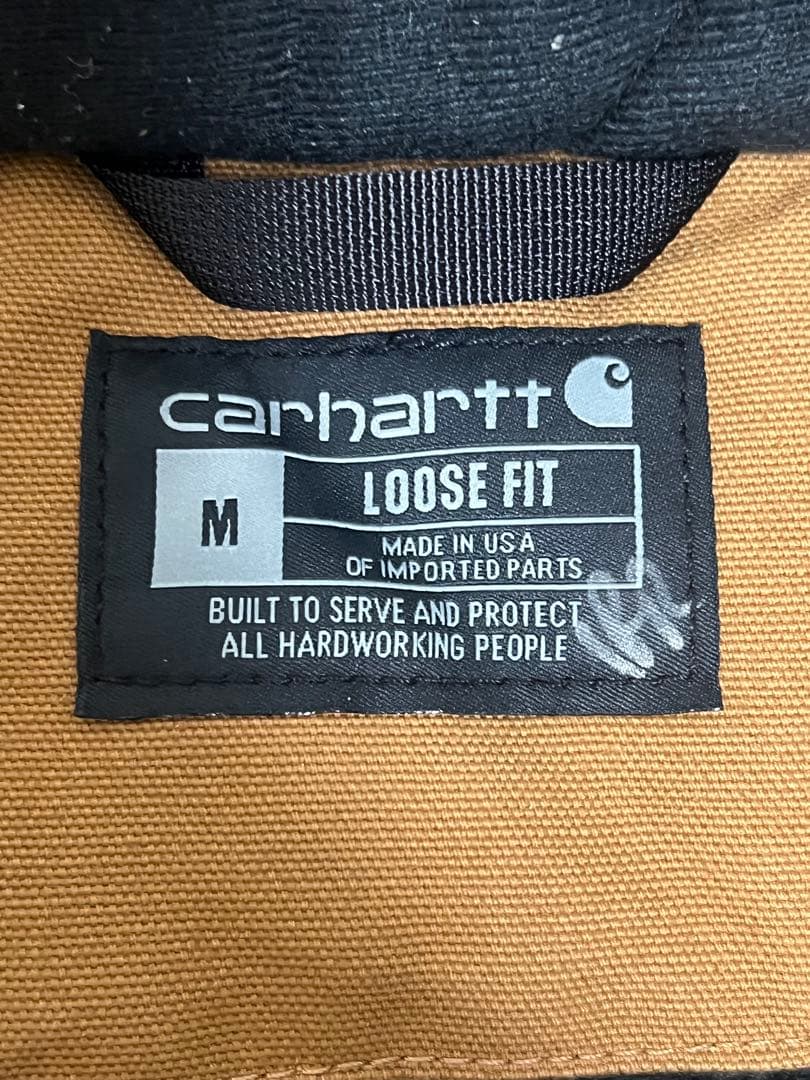 carhartt
M
LOOSE FIT
MADE IN USA
OF IMPORTED PARTS
BUILT TO SERVE AND PROTECT
ALL HARDWORKING PEOPLE